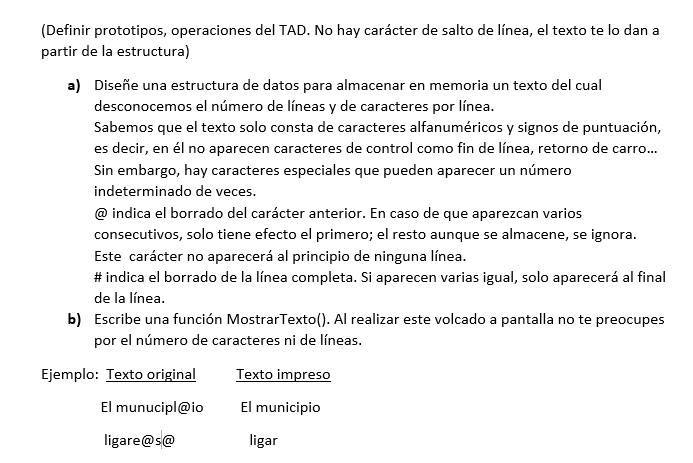 (Definir prototipos, operaciones del TAD. No hay carácter de salto de línea, el texto te lo dan a
partir de la estructura)
a) Diseñe una estructura de datos para almacenar en memoria un texto del cual
desconocemos el número de líneas y de caracteres por línea.
Sabemos que el texto solo consta de caracteres alfanuméricos y signos de puntuación,
es decir, en él no aparecen caracteres de control como fin de línea, retorno de carro...
Sin embargo, hay caracteres especiales que pueden aparecer un número
indeterminado de veces.
@ indica el borrado del carácter anterior. En caso de que aparezcan varios
consecutivos, solo tiene efecto el primero; el resto aunque se almacene, se ignora.
Este carácter no aparecerá al principio de ninguna línea.
# indica el borrado de la línea completa. Si aparecen varias igual, solo aparecerá al final
de la línea.
b) Escribe una función MostrarTexto(). Al realizar este volcado a pantalla no te preocupes
por el número de caracteres ni de líneas.
Ejemplo: Texto original Texto impreso
El munucipl@io El municipio
ligare@s@ ligar